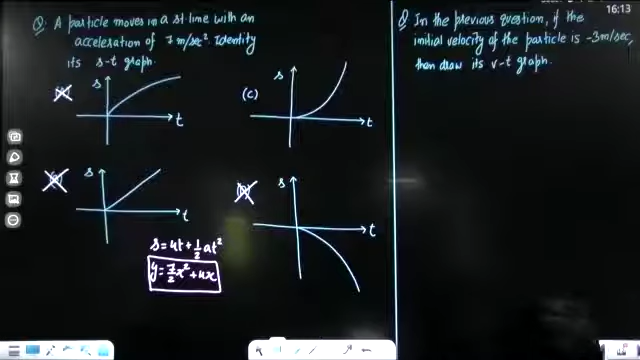 Q. A particle moves in a st. line with an
acceleration of 7 m/sec². Identify
its s-t graph.
(A)
s
t
(C)
s
t
s
t
(D)
s
t
s = ut + 1/2 at²
y = 7/2 x² + ux
16:13
Q. In the previous question, if the
initial velocity of the particle is -3m/sec,
then draw its v-t graph.